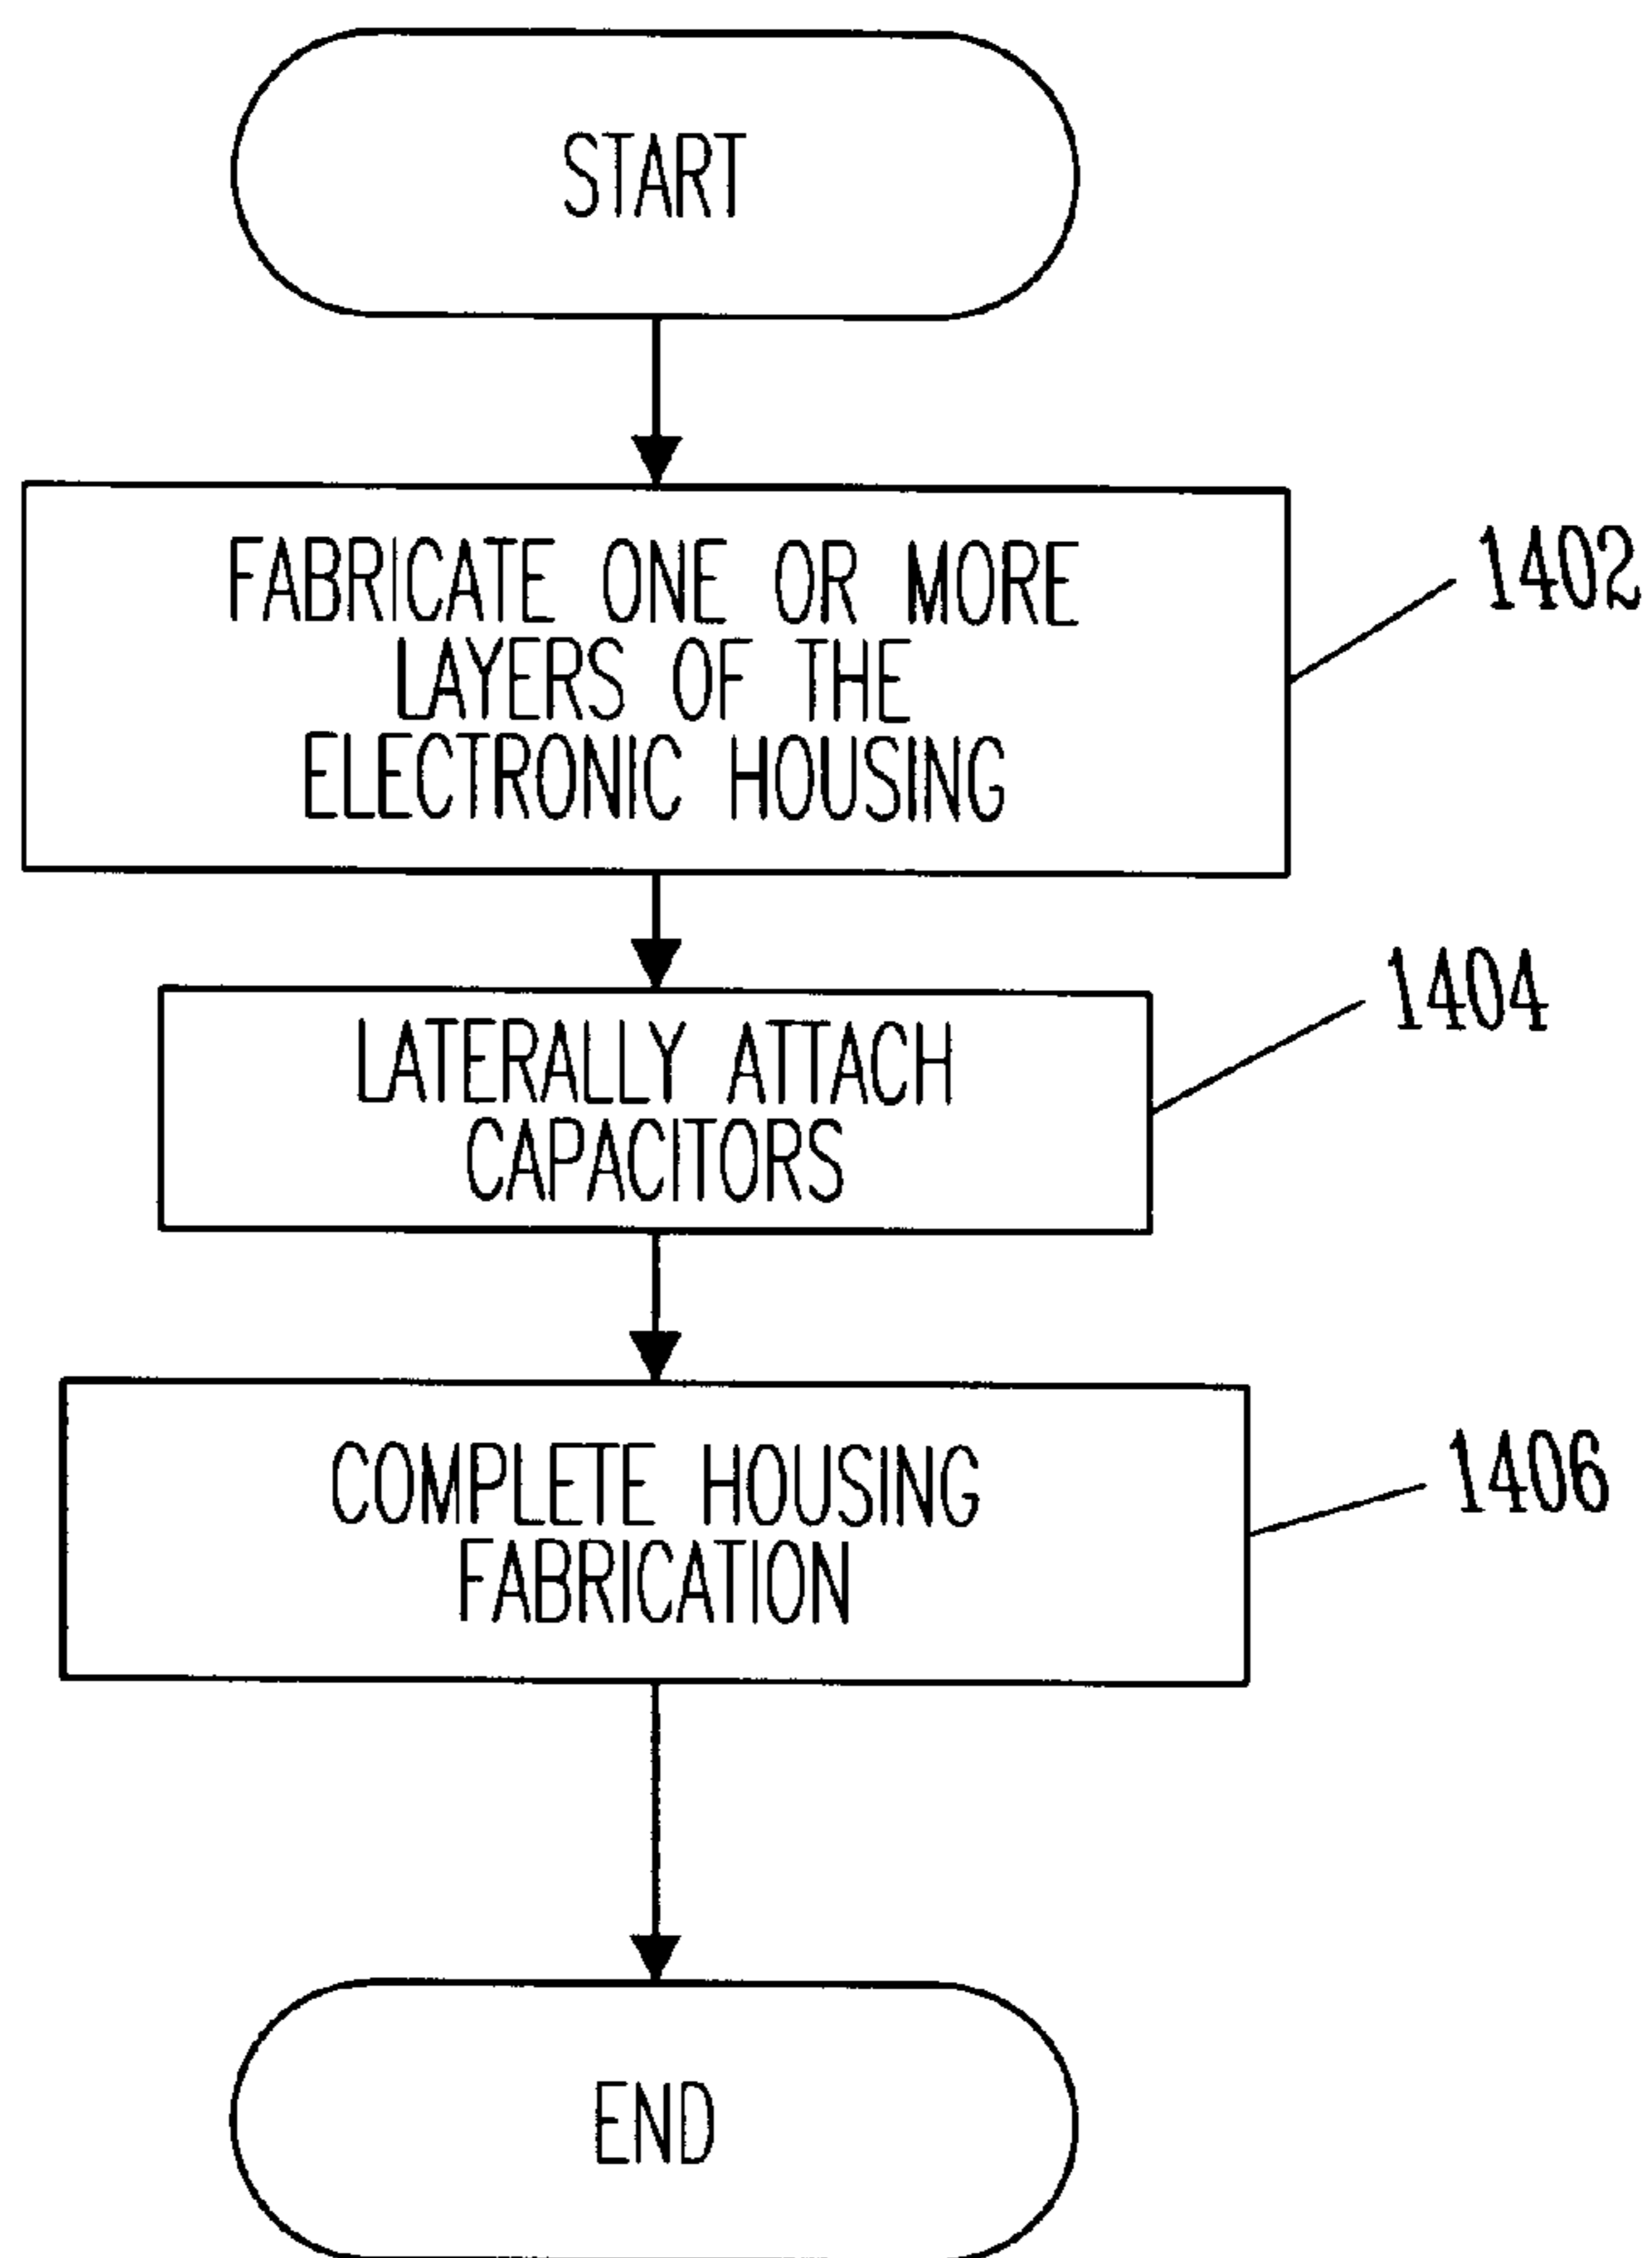 START
FABRICATE ONE OR MORE
LAYERS OF THE
ELECTRONIC HOUSING
1402
LATERALLY ATTACH
CAPACITORS
1404
COMPLETE HOUSING
FABRICATION
1406
END